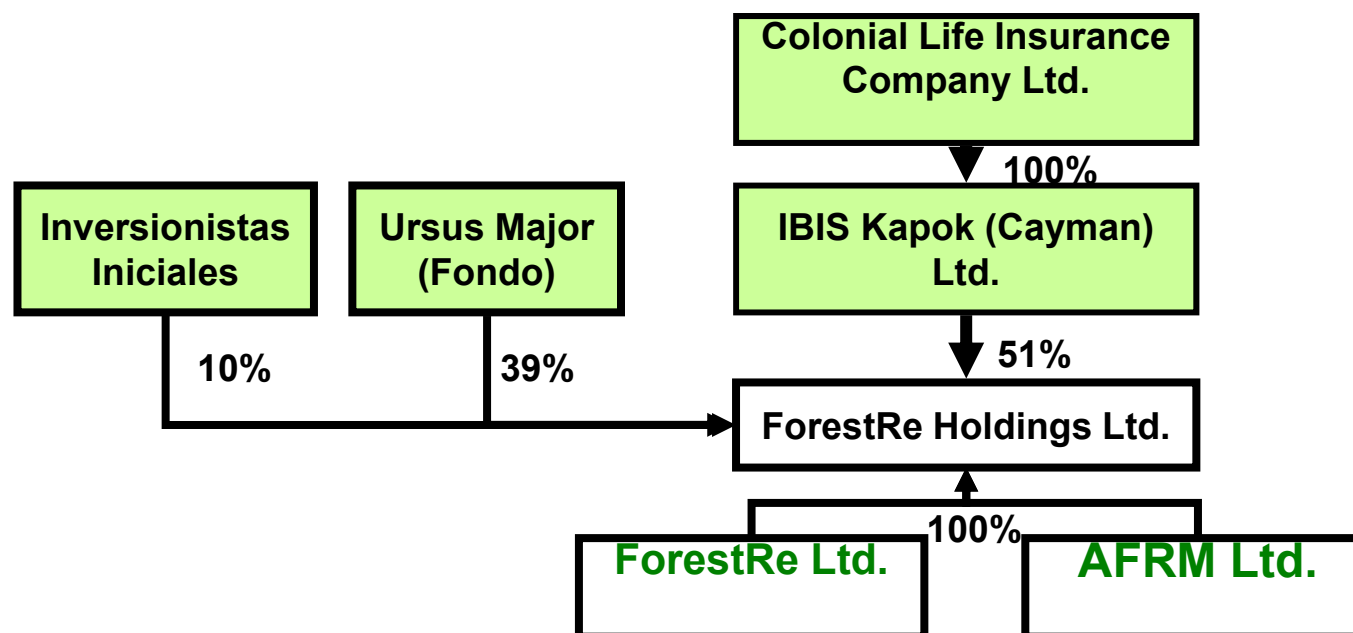 Colonial Life Insurance
Company Ltd.
100%
Inversionistas
Iniciales
Ursus Major
(Fondo)
IBIS Kapok (Cayman)
Ltd.
10%
39%
51%
ForestRe Holdings Ltd.
100%
ForestRe Ltd.
AFRM Ltd.